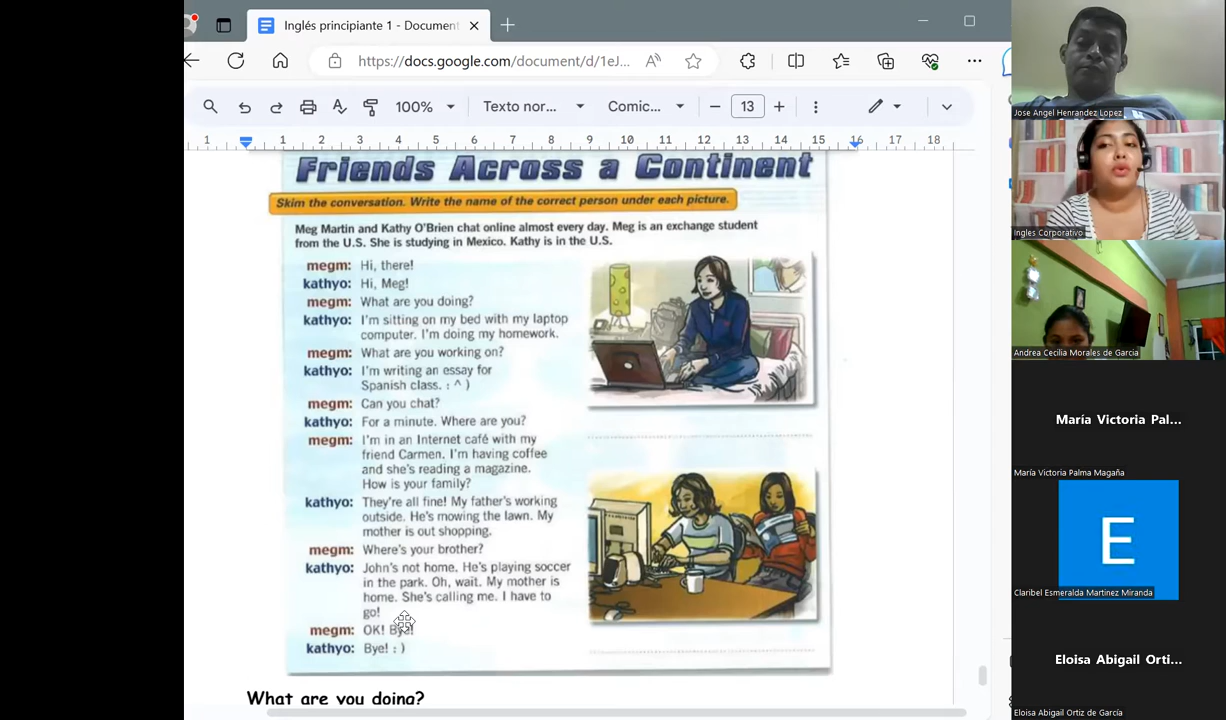 Inglés principiante 1 - Document
https://docs.google.com/document/d/1eJ...
100%
Texto nor...
Comic...
13
1 1 2 3 4 5 6 7 8 9 10 11 12 13 14 15 16 17 18
Friends Across a Continent
Skim the conversation. Write the name of the correct person under each picture.
Meg Martin and Kathy O'Brien chat online almost every day. Meg is an exchange student
from the U.S. She is studying in Mexico. Kathy is in the U.S.
megm: Hi, there!
kathyo: Hi, Meg!
megm: What are you doing?
kathyo: I'm sitting on my bed with my laptop
computer. I'm doing my homework.
megm: What are you working on?
kathyo: I'm writing an essay for
Spanish class. : ^ )
megm: Can you chat?
kathyo: For a minute. Where are you?
megm: I'm in an Internet café with my
friend Carmen. I'm having coffee
and she's reading a magazine.
How is your family?
kathyo: They're all fine! My father's working
outside. He's mowing the lawn. My
mother is out shopping.
megm: Where's your brother?
kathyo: John's not home. He's playing soccer
in the park. Oh, wait. My mother is
home. She's calling me. I have to
go!
megm: OK! Bye!
kathyo: Bye! : )
What are you doing?
Jose Angel Henrandez Lopez
Ingles Corporativo
Andrea Cecilia Morales de Garcia
María Victoria Pal...
María Victoria Palma Magaña
E
Claribel Esmeralda Martinez Miranda
Eloisa Abigail Orti...
Eloisa Abigail Ortiz de García